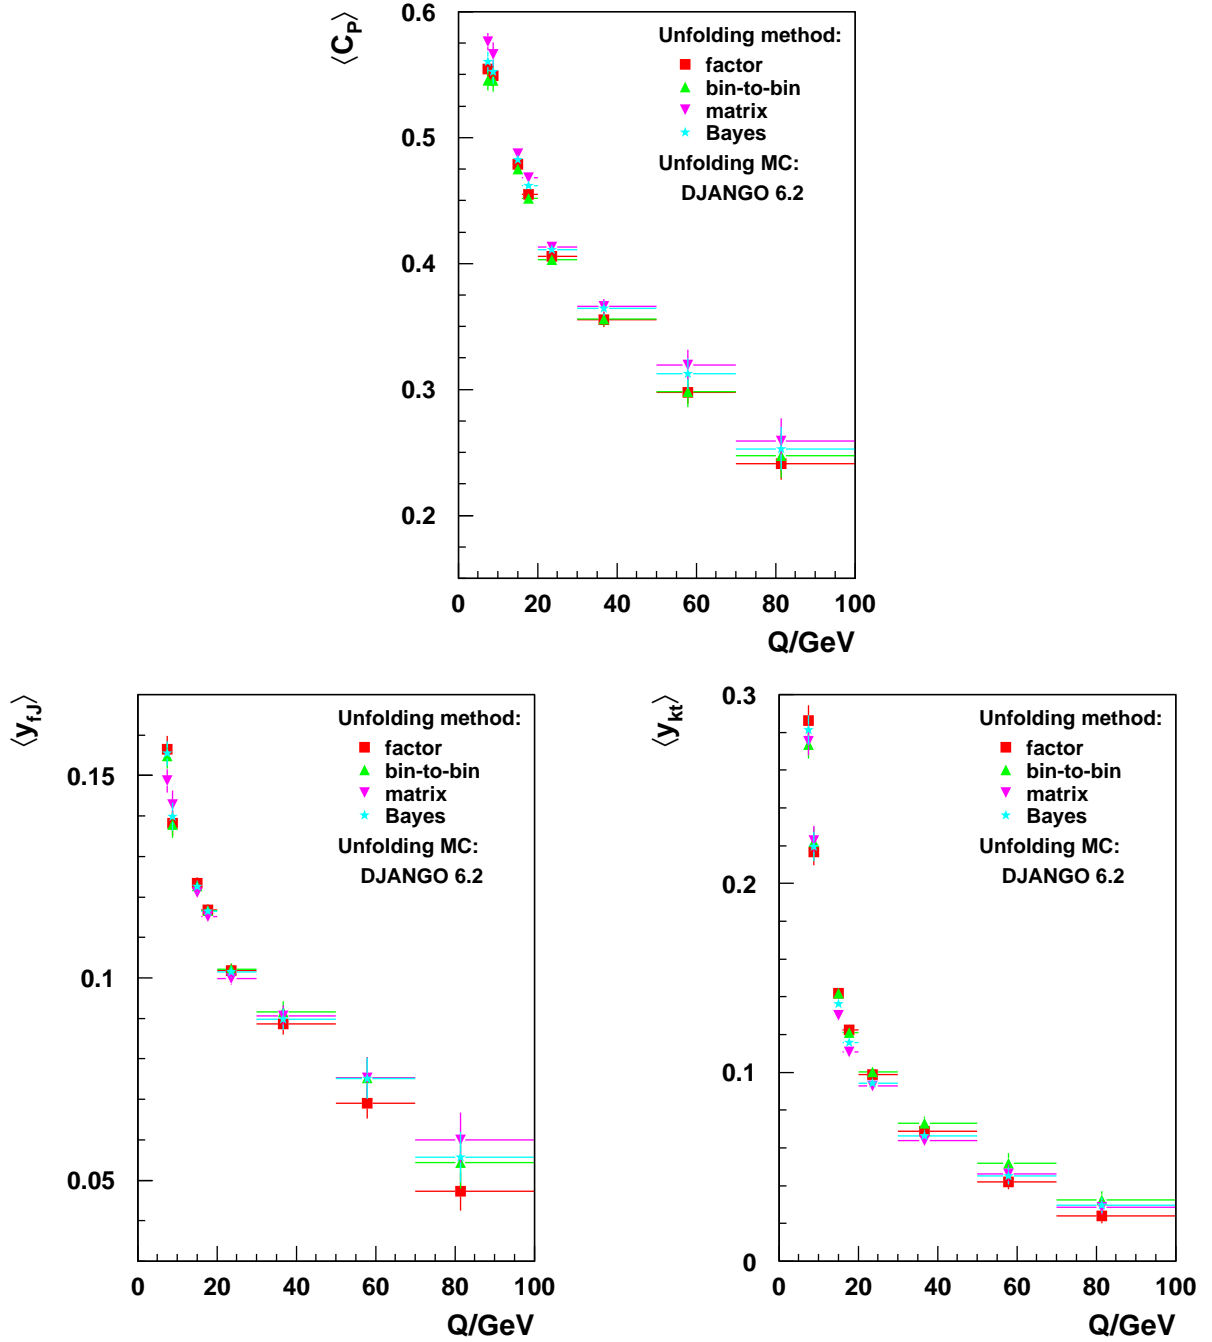 ⟨C_P⟩
0.6
0.5
0.4
0.3
0.2
Unfolding method:
factor
bin-to-bin
matrix
Bayes
Unfolding MC:
DJANGO 6.2
0 20 40 60 80 100
Q/GeV
⟨y_fJ⟩
0.15
0.1
0.05
Unfolding method:
factor
bin-to-bin
matrix
Bayes
Unfolding MC:
DJANGO 6.2
0 20 40 60 80 100
Q/GeV
⟨y_kt⟩
0.3
0.2
0.1
0
Unfolding method:
factor
bin-to-bin
matrix
Bayes
Unfolding MC:
DJANGO 6.2
0 20 40 60 80 100
Q/GeV